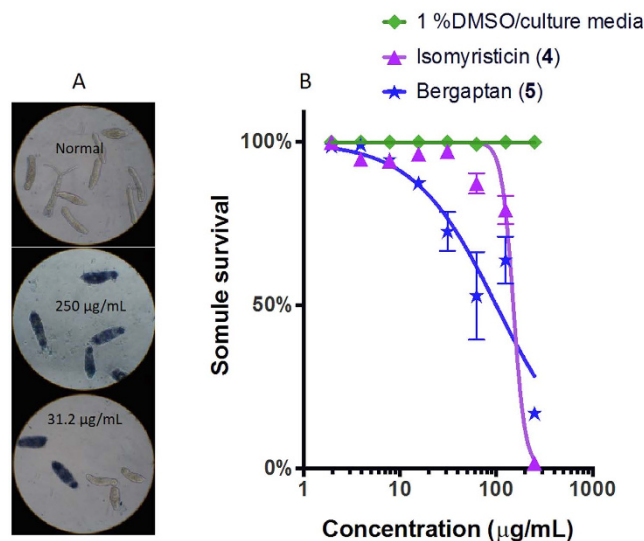 1 %DMSO/culture media
Isomyristicin (4)
Bergaptan (5)
A
B
Normal
250 µg/mL
31.2 µg/mL
Somule survival
100%
50%
0%
1
10
100
1000
Concentration (µg/mL)